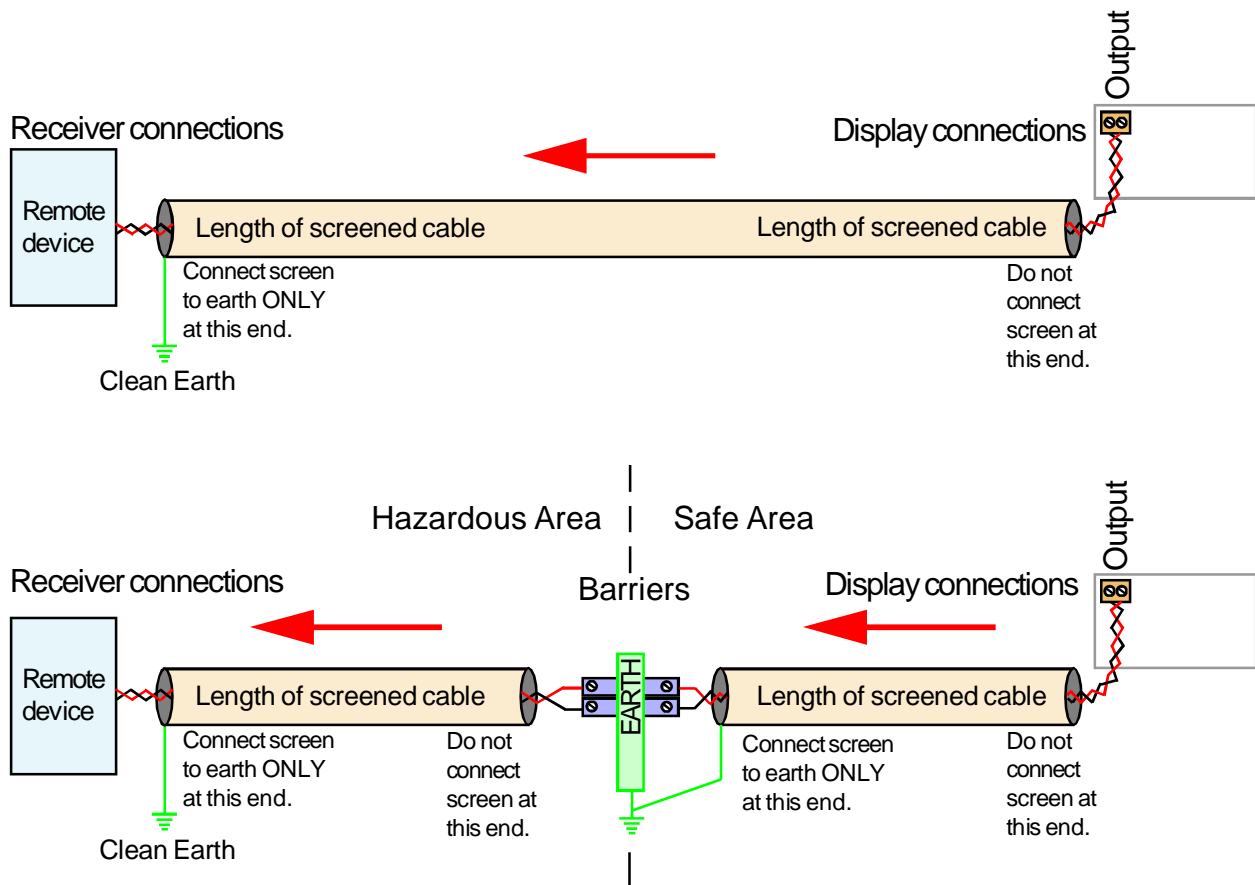 Output
Receiver connections
Display connections
Remote
device
Length of screened cable
Length of screened cable
Connect screen
to earth ONLY
at this end.
Do not
connect
screen at
this end.
Clean Earth
Hazardous Area
Safe Area
Output
Receiver connections
Barriers
Display connections
Remote
device
Length of screened cable
EARTH
Length of screened cable
Connect screen
to earth ONLY
at this end.
Do not
connect
screen at
this end.
Connect screen
to earth ONLY
at this end.
Do not
connect
screen at
this end.
Clean Earth